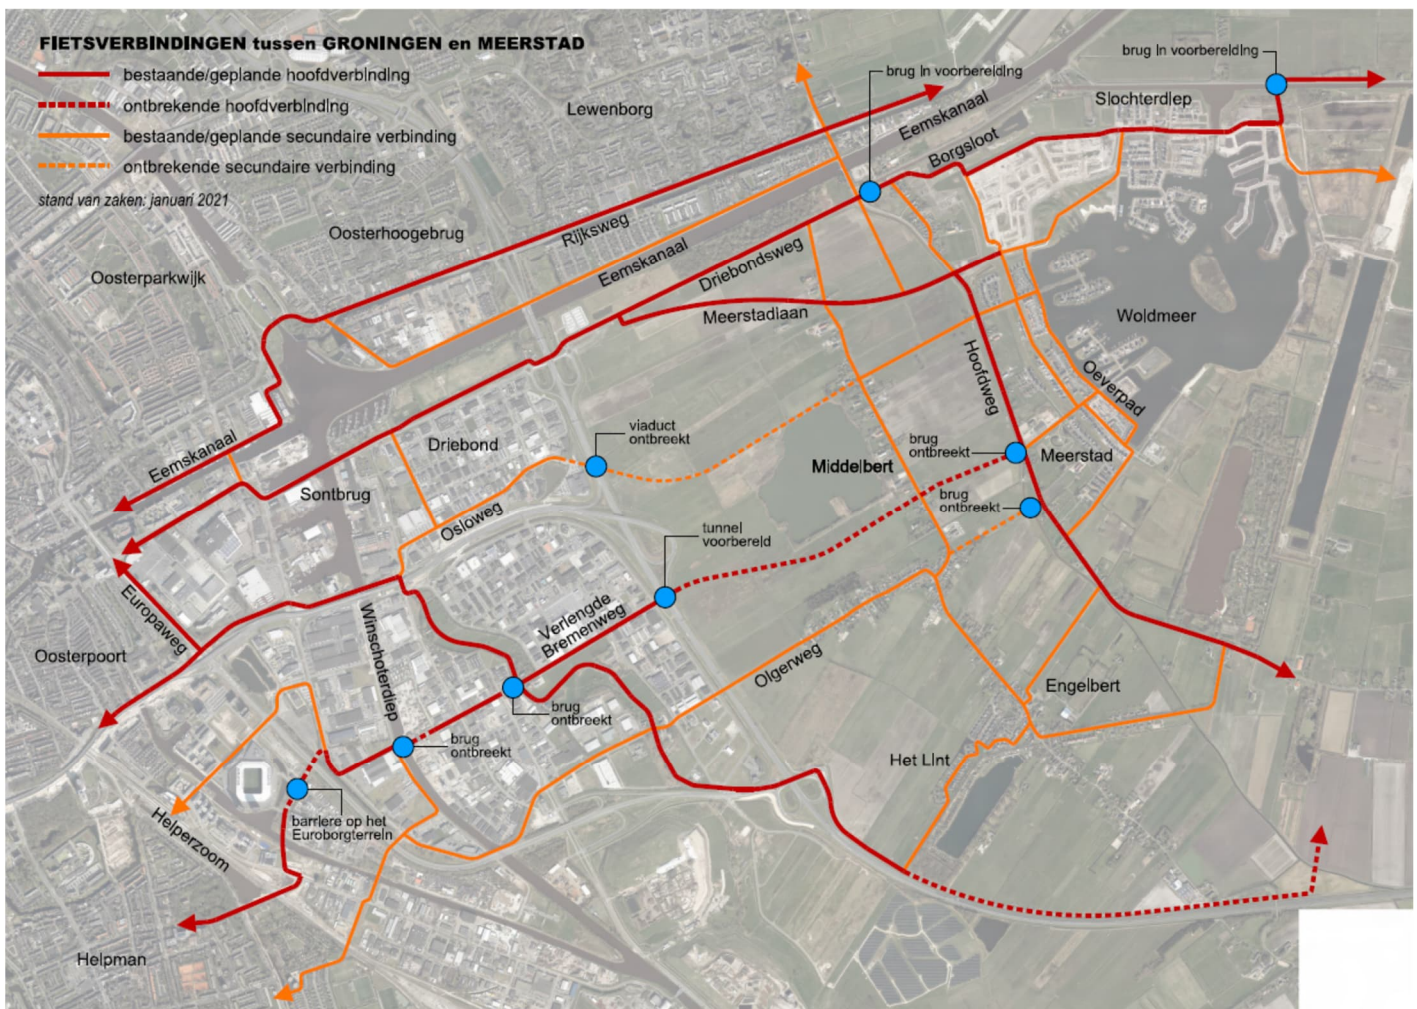 FIETSVERBINDINGEN tussen GRONINGEN en MEERSTAD
bestaande/geplande hoofdverbinding
ontbrekende hoofdverbinding
bestaande/geplande secundaire verbinding
ontbrekende secundaire verbinding
stand van zaken: januari 2021
brug in voorbereiding
brug in voorbereiding
Lewenborg
Slochterdiep
Eemskanaal
Borgsloot
Oosterhoogebrug
Rijksweg
Oosterparkwijk
Eemskanaal
Driebondsweg
Meerstadlaan
Woldmeer
Hoofdweg
Oeverpad
Eemskanaal
Driebond
viaduct
ontbreekt
brug
ontbreekt
Meerstad
Middelbert
Sontbrug
brug
ontbreekt
Osloweg
tunnel
voorbereid
Europaweg
Winschoterdiep
Verlengde
Bremenweg
Oosterpoort
Olgerweg
Engelbert
brug
ontbreekt
brug
ontbreekt
Het Lint
barriere op het
Euroborgterrein
Helperzoom
Helpman